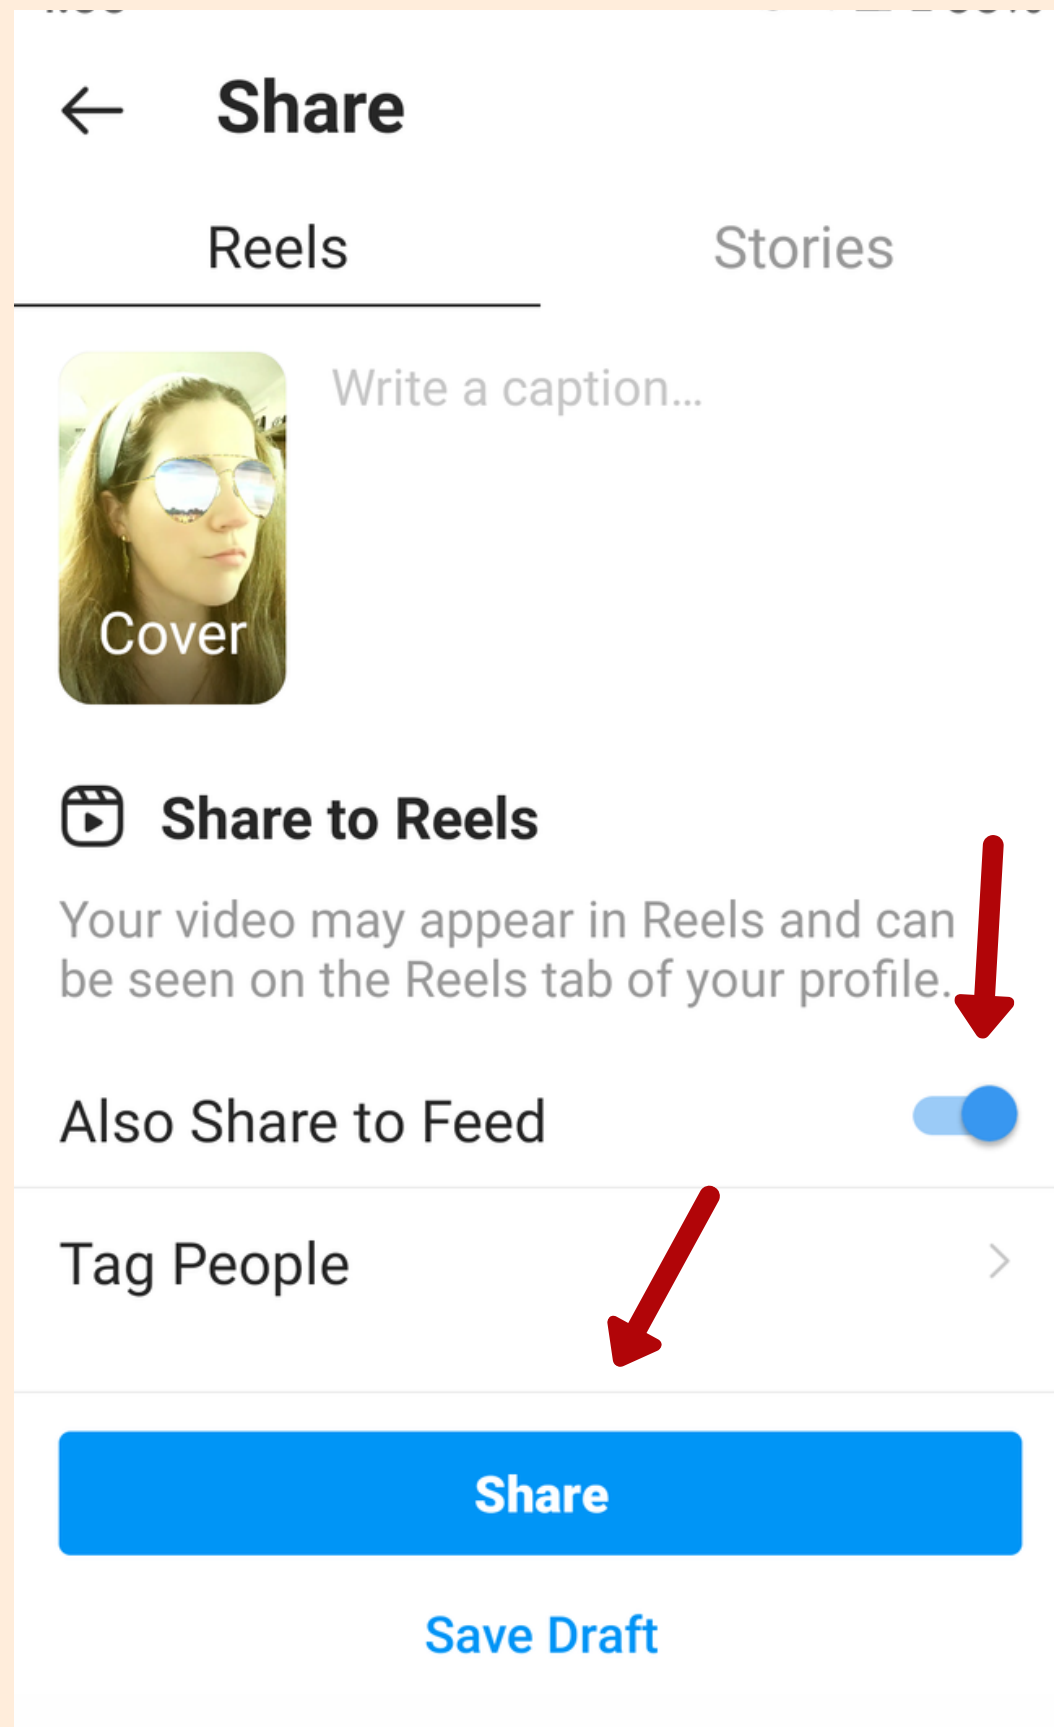 Share
Reels
Stories
Write a caption...
Cover
Share to Reels
Your video may appear in Reels and can
be seen on the Reels tab of your profile.
Also Share to Feed
Tag People
Share
Save Draft